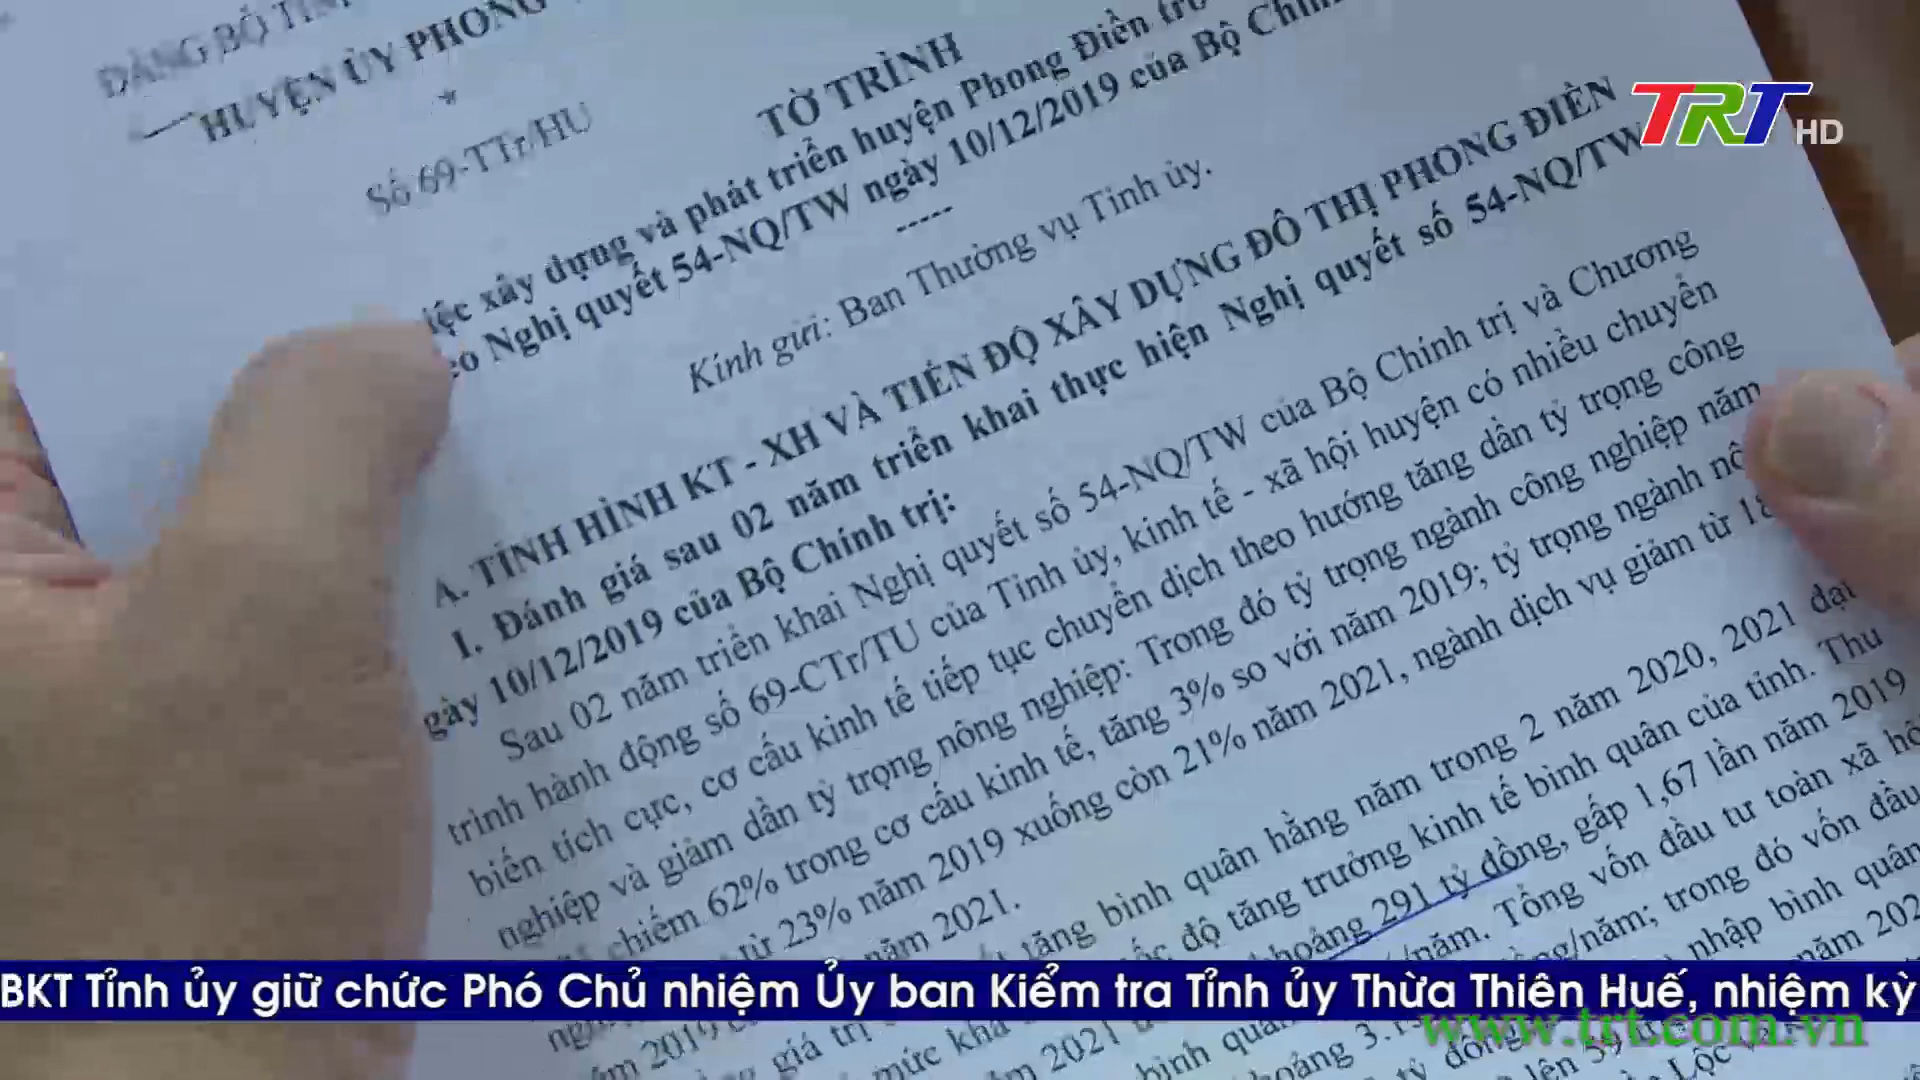 ĐẢNG BỘ TỈNH
HUYỆN ỦY PHONG
*
Số 69-TTr/HU
TỜ TRÌNH
xây dựng và phát triển huyện Phong Điền
Nghị quyết 54-NQ/TW ngày 10/12/2019 của Bộ Chính
-----
Kính gửi: Ban Thường vụ Tỉnh ủy.
A. TÌNH HÌNH KT - XH VÀ TIẾN ĐỘ XÂY DỰNG ĐÔ THỊ PHONG ĐIỀN
1. Đánh giá sau 02 năm triển khai thực hiện Nghị quyết số 54-NQ/TW
gày 10/12/2019 của Bộ Chính trị:
Sau 02 năm triển khai Nghị quyết số 54-NQ/TW của Bộ Chính trị và Chương
trình hành động số 69-CTr/TU của Tỉnh ủy, kinh tế - xã hội huyện có nhiều chuyển
biến tích cực, cơ cấu kinh tế tiếp tục chuyển dịch theo hướng tăng dần tỷ trọng công
nghiệp và giảm dần tỷ trọng nông nghiệp: Trong đó tỷ trọng ngành công nghiệp năm
chiếm 62% trong cơ cấu kinh tế, tăng 3% so với năm 2019; tỷ trọng ngành nô
từ 23% năm 2019 xuống còn 21% năm 2021, ngành dịch vụ giảm từ 18
năm 2021.
tăng bình quân hằng năm trong 2 năm 2020, 2021 đạt
tốc độ tăng trưởng kinh tế bình quân của tỉnh. Thu
khoảng 291 tỷ đồng, gấp 1,67 lần năm 2019
/năm. Tổng vốn đầu tư toàn xã hộ
đồng/năm; trong đó vốn đầu
nhập bình quân
BKT Tỉnh ủy giữ chức Phó Chủ nhiệm Ủy ban Kiểm tra Tỉnh ủy Thừa Thiên Huế, nhiệm kỳ
www.trt.com.vn
TRT HD